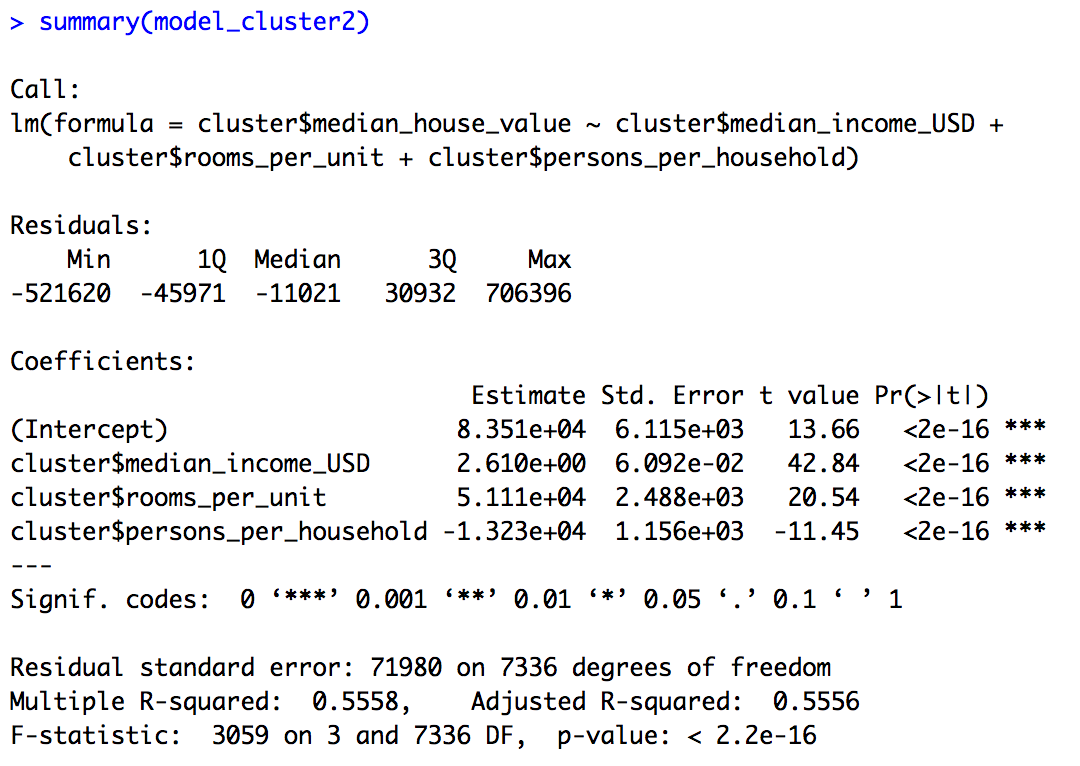 > summary(model_cluster2)
Call:
lm(formula = cluster$median_house_value ~ cluster$median_income_USD +
    cluster$rooms_per_unit + cluster$persons_per_household)
Residuals:
    Min      1Q  Median      3Q     Max
-521620  -45971  -11021   30932  706396
Coefficients:
                                Estimate Std. Error t value Pr(>|t|)
(Intercept)                    8.351e+04  6.115e+03   13.66   <2e-16 ***
cluster$median_income_USD      2.610e+00  6.092e-02   42.84   <2e-16 ***
cluster$rooms_per_unit         5.111e+04  2.488e+03   20.54   <2e-16 ***
cluster$persons_per_household -1.323e+04  1.156e+03  -11.45   <2e-16 ***
---
Signif. codes:  0 ‘***’ 0.001 ‘**’ 0.01 ‘*’ 0.05 ‘.’ 0.1 ‘ ’ 1
Residual standard error: 71980 on 7336 degrees of freedom
Multiple R-squared:  0.5558,    Adjusted R-squared:  0.5556
F-statistic:  3059 on 3 and 7336 DF,  p-value: < 2.2e-16